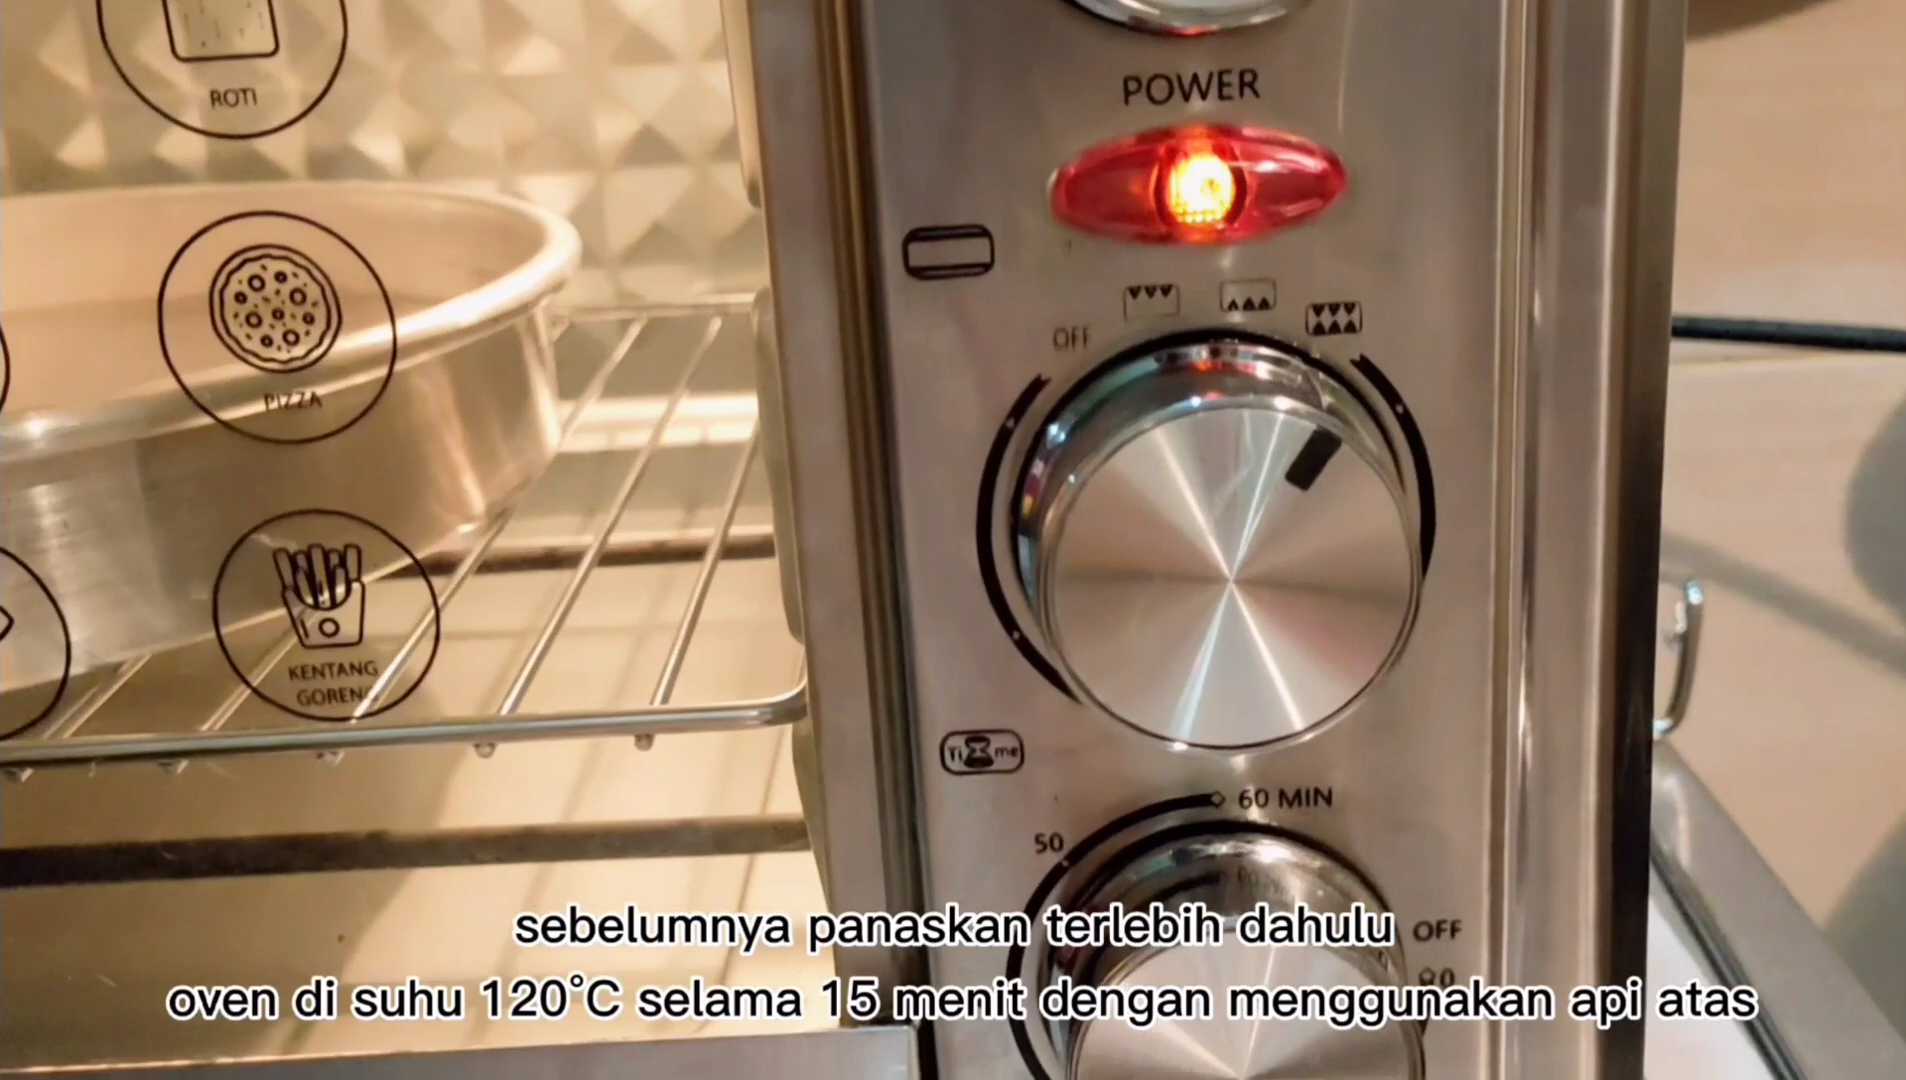 ROTI
POWER
OFF
PIZZA
KENTANG
GORENG
Time
60 MIN
50
OFF
sebelumnya panaskan terlebih dahulu
oven di suhu 120°C selama 15 menit dengan menggunakan api atas